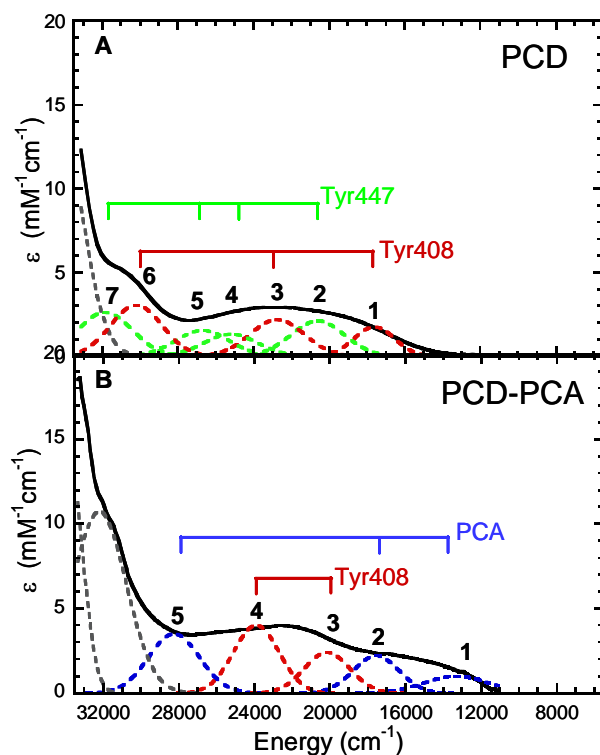 20
A
PCD
15
ε (mM⁻¹cm⁻¹)
10
Tyr447
Tyr408
5
7 6 5 4 3 2 1
0
20
B
PCD-PCA
15
ε (mM⁻¹cm⁻¹)
10
PCA
Tyr408
5
5 4 3 2 1
0
32000 28000 24000 20000 16000 12000 8000
Energy (cm⁻¹)